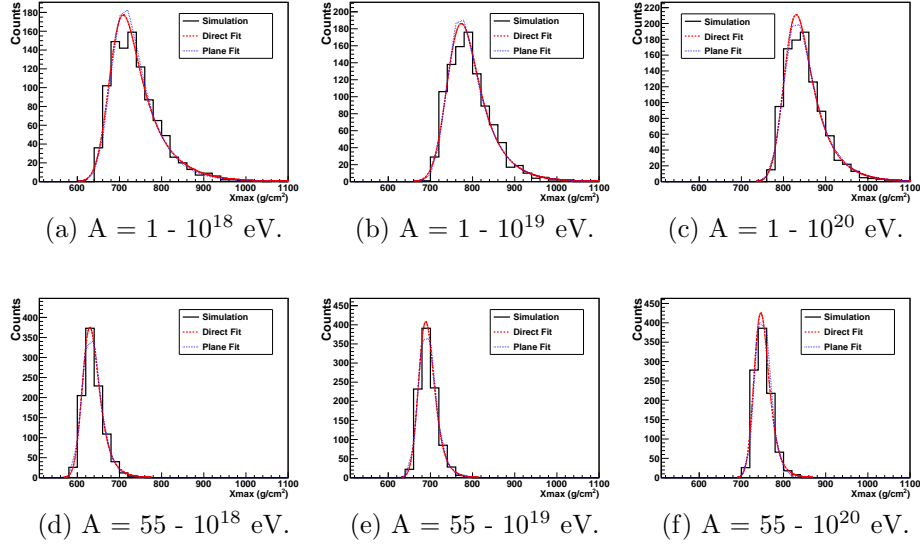 Counts
180
160
140
120
100
80
60
40
20
0
Simulation
Direct Fit
Plane Fit
600 700 800 900 1000 1100
Xmax (g/cm²)
(a) A = 1 - 10¹⁸ eV.
Counts
200
180
160
140
120
100
80
60
40
20
0
Simulation
Direct Fit
Plane Fit
600 700 800 900 1000 1100
Xmax (g/cm²)
(b) A = 1 - 10¹⁹ eV.
Counts
220
200
180
160
140
120
100
80
60
40
20
0
Simulation
Direct Fit
Plane Fit
600 700 800 900 1000 1100
Xmax (g/cm²)
(c) A = 1 - 10²⁰ eV.
Counts
400
350
300
250
200
150
100
50
0
Simulation
Direct Fit
Plane Fit
600 700 800 900 1000 1100
Xmax (g/cm²)
(d) A = 55 - 10¹⁸ eV.
Counts
450
400
350
300
250
200
150
100
50
0
Simulation
Direct Fit
Plane Fit
600 700 800 900 1000 1100
Xmax (g/cm²)
(e) A = 55 - 10¹⁹ eV.
Counts
450
400
350
300
250
200
150
100
50
0
Simulation
Direct Fit
Plane Fit
600 700 800 900 1000 1100
Xmax (g/cm²)
(f) A = 55 - 10²⁰ eV.